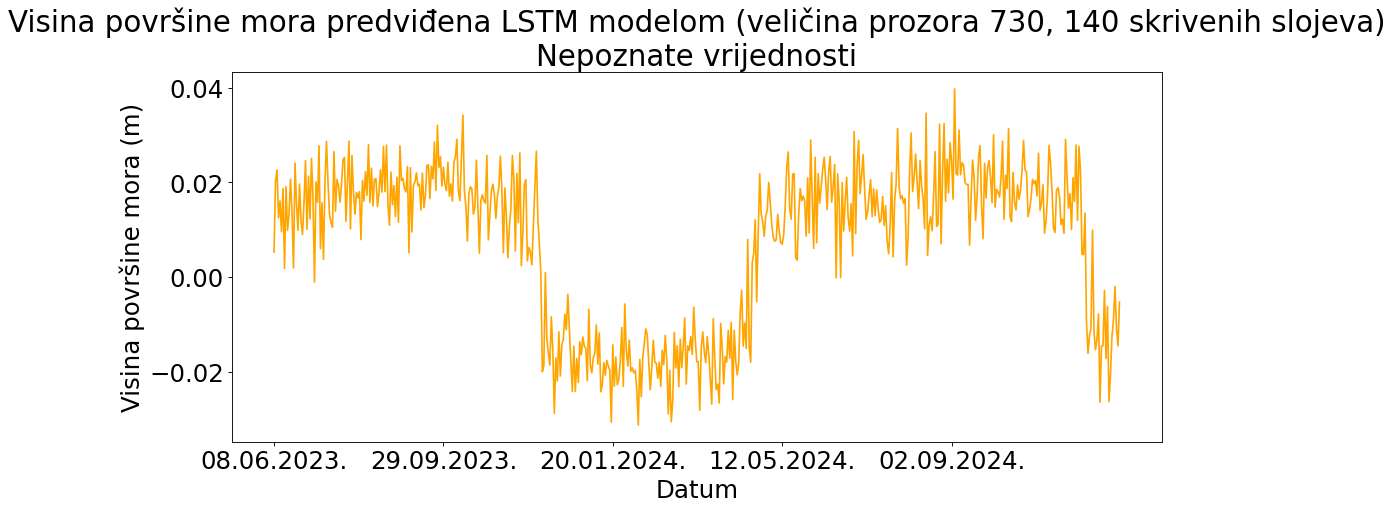 Visina površine mora predviđena LSTM modelom (veličina prozora 730, 140 skrivenih slojeva)
Nepoznate vrijednosti
Visina površine mora (m)
0.04
0.02
0.00
−0.02
08.06.2023.
29.09.2023.
20.01.2024.
12.05.2024.
02.09.2024.
Datum